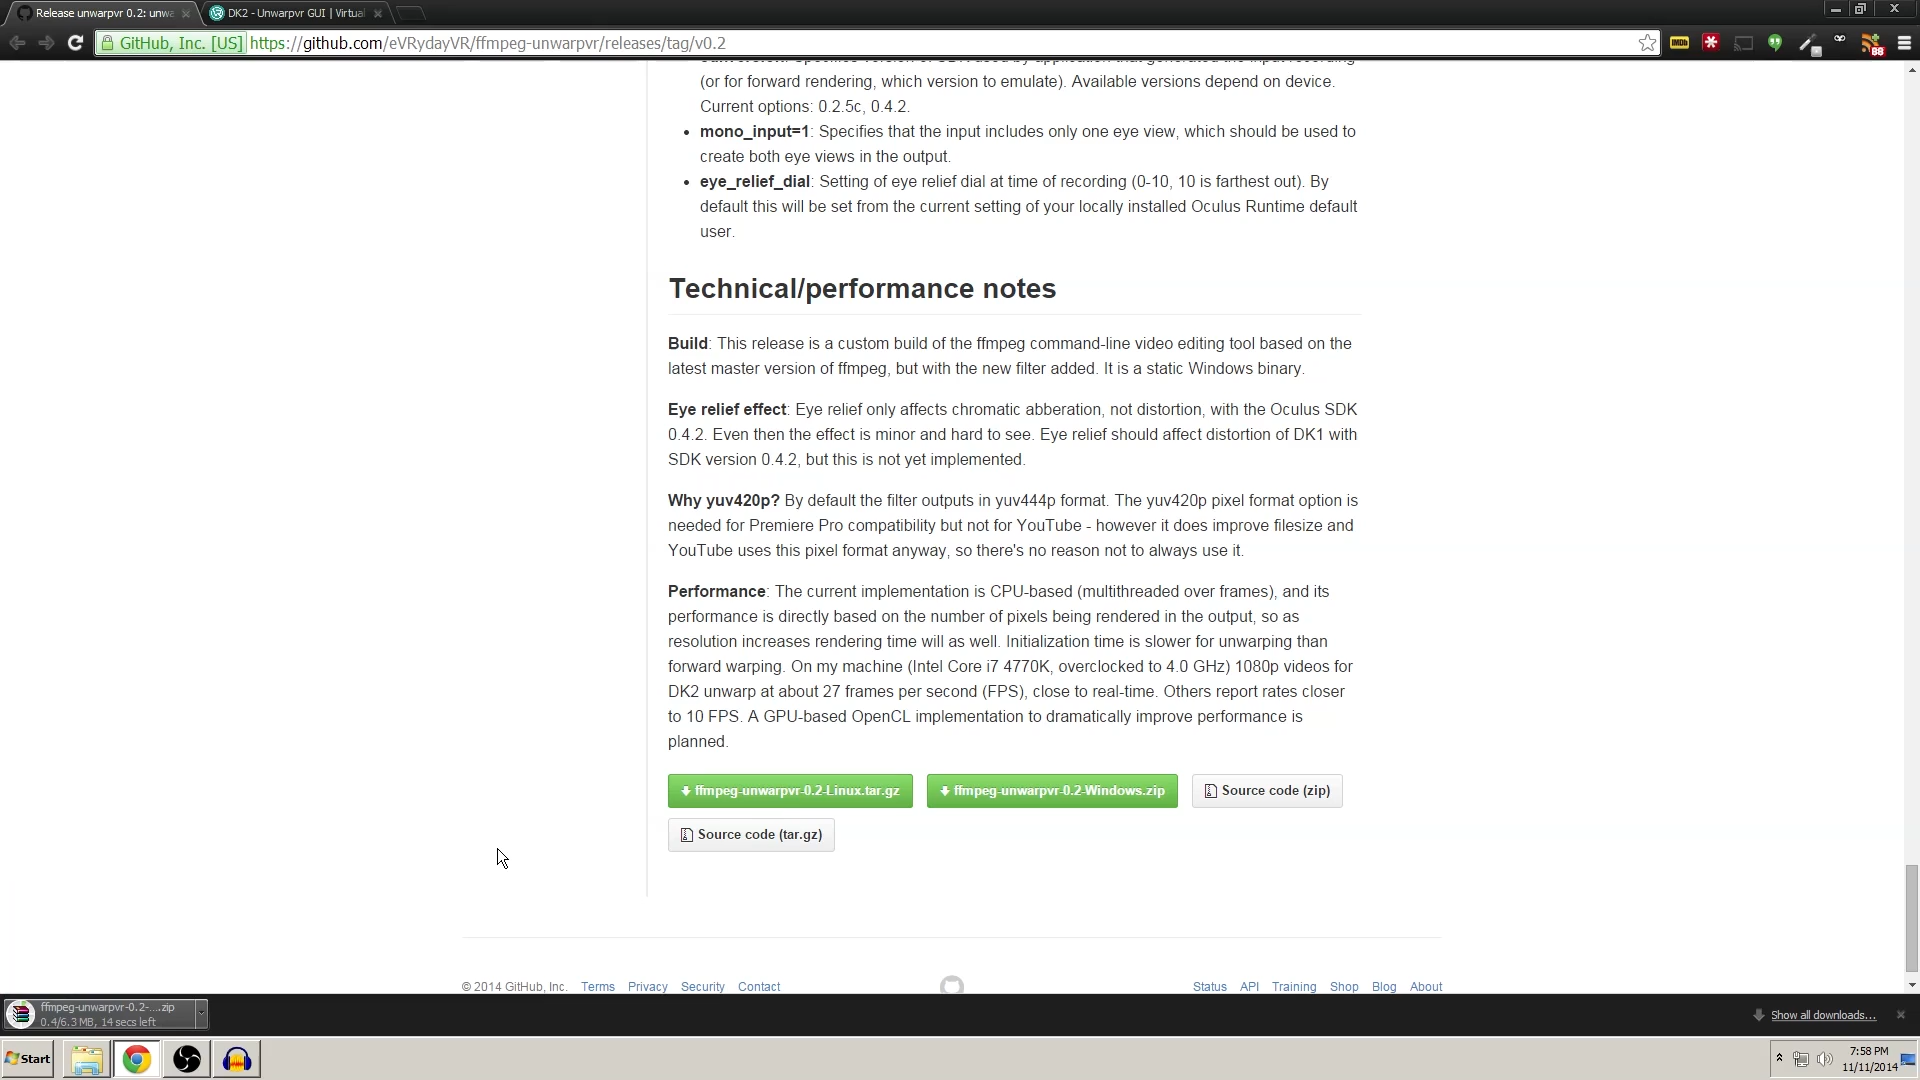 Release unwarpvr 0.2: unwa
DK2 - Unwarpvr GUI | Virtual
GitHub, Inc. [US]
https://github.com/eVRydayVR/ffmpeg-unwarpvr/releases/tag/v0.2
IMDb
88
(or for forward rendering, which version to emulate). Available versions depend on device.
Current options: 0.2.5c, 0.4.2.
• mono_input=1: Specifies that the input includes only one eye view, which should be used to
create both eye views in the output.
• eye_relief_dial: Setting of eye relief dial at time of recording (0-10, 10 is farthest out). By
default this will be set from the current setting of your locally installed Oculus Runtime default
user.
Technical/performance notes
Build: This release is a custom build of the ffmpeg command-line video editing tool based on the
latest master version of ffmpeg, but with the new filter added. It is a static Windows binary.
Eye relief effect: Eye relief only affects chromatic abberation, not distortion, with the Oculus SDK
0.4.2. Even then the effect is minor and hard to see. Eye relief should affect distortion of DK1 with
SDK version 0.4.2, but this is not yet implemented.
Why yuv420p? By default the filter outputs in yuv444p format. The yuv420p pixel format option is
needed for Premiere Pro compatibility but not for YouTube - however it does improve filesize and
YouTube uses this pixel format anyway, so there's no reason not to always use it.
Performance: The current implementation is CPU-based (multithreaded over frames), and its
performance is directly based on the number of pixels being rendered in the output, so as
resolution increases rendering time will as well. Initialization time is slower for unwarping than
forward warping. On my machine (Intel Core i7 4770K, overclocked to 4.0 GHz) 1080p videos for
DK2 unwarp at about 27 frames per second (FPS), close to real-time. Others report rates closer
to 10 FPS. A GPU-based OpenCL implementation to dramatically improve performance is
planned.
ffmpeg-unwarpvr-0.2-Linux.tar.gz
ffmpeg-unwarpvr-0.2-Windows.zip
Source code (zip)
Source code (tar.gz)
© 2014 GitHub, Inc. Terms Privacy Security Contact
Status API Training Shop Blog About
ffmpeg-unwarpvr-0.2-....zip
0.4/6.3 MB, 14 secs left
Show all downloads...
Start
7:58 PM
11/11/2014